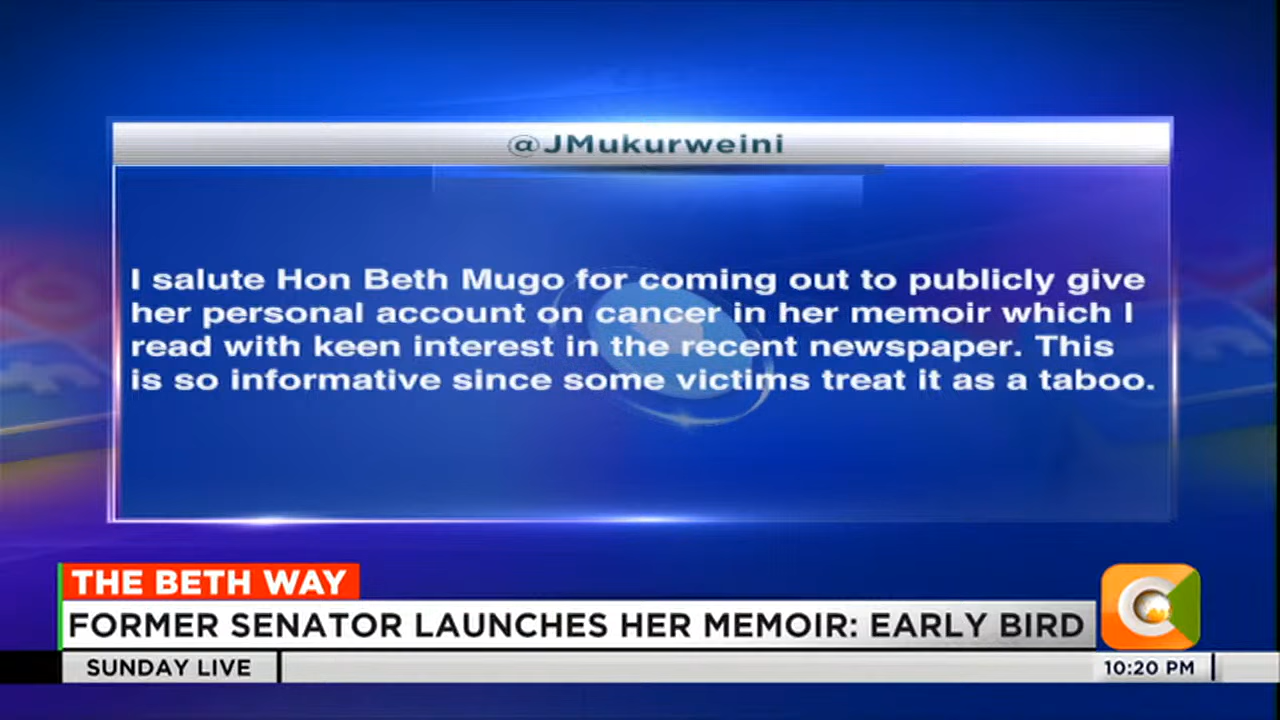 @JMukurweini
I salute Hon Beth Mugo for coming out to publicly give
her personal account on cancer in her memoir which I
read with keen interest in the recent newspaper. This
is so informative since some victims treat it as a taboo.
THE BETH WAY
FORMER SENATOR LAUNCHES HER MEMOIR: EARLY BIRD
SUNDAY LIVE
10:20 PM